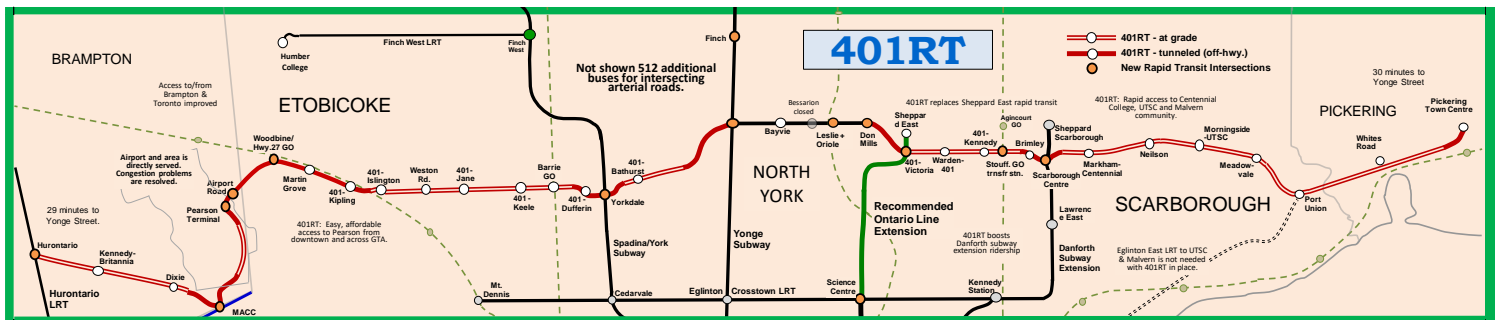 401RT
401RT - at grade
401RT - tunneled (off-hwy.)
New Rapid Transit Intersections
BRAMPTON
Humber
College
Finch West LRT
Finch
West
Finch
Not shown 512 additional
buses for intersecting
arterial roads.
Access to/from
Brampton &
Toronto improved
ETOBICOKE
Bessarion
closed
401RT replaces Sheppard East rapid transit
401RT: Rapid access to Centennial
College, UTSC and Malvern
community.
30 minutes to
Yonge Street
PICKERING
Pickering
Town Centre
Woodbine/
Hwy.27 GO
Airport and area is
directly served.
Congestion problems
are resolved.
Airport
Road
Pearson
Terminal
Martin
Grove
401-
Kipling
401-
Islington
Weston
Rd.
401-
Jane
401-
Keele
Barrie
GO
401-
Dufferin
Yorkdale
401-
Bathurst
Bayvie
Leslie+
Oriole
Don
Mills
Sheppar
d East
401-
Victoria
Warden-
401
401-
Kennedy
Agincourt
GO
Stouff. GO
trnsfr stn.
Brimley
Sheppard
Scarborough
Scarborough
Centre
Markham-
Centennial
Neilson
Morningside
-UTSC
Meadow-
vale
Port
Union
Whites
Road
NORTH
YORK
SCARBOROUGH
29 minutes to
Yonge Street.
401RT: Easy, affordable
access to Pearson from
downtown and across GTA.
Hurontario
Kennedy-
Britannia
Dixie
MACC
Hurontario
LRT
Spadina/York
Subway
Yonge
Subway
Recommended
Ontario Line
Extension
401RT boosts
Danforth subway
extension ridership
Lawrenc
e East
Danforth
Subway
Extension
Eglinton East LRT to UTSC
& Malvern is not needed
with 401RT in place.
Mt.
Dennis
Cedarvale
Eglinton
Crosstown LRT
Science
Centre
Kennedy
Station